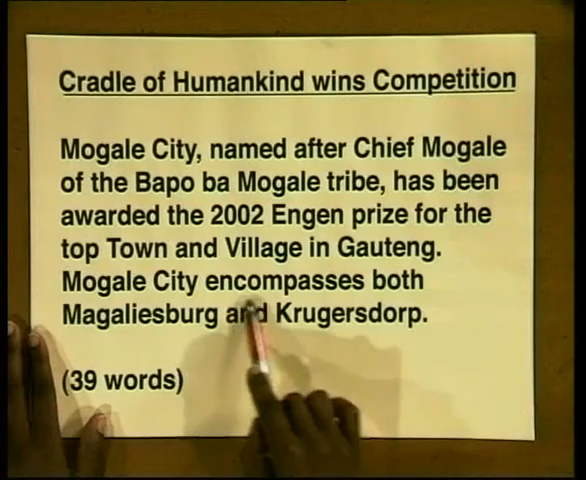 Cradle of Humankind wins Competition
Mogale City, named after Chief Mogale
of the Bapo ba Mogale tribe, has been
awarded the 2002 Engen prize for the
top Town and Village in Gauteng.
Mogale City encompasses both
Magaliesburg and Krugersdorp.
(39 words)